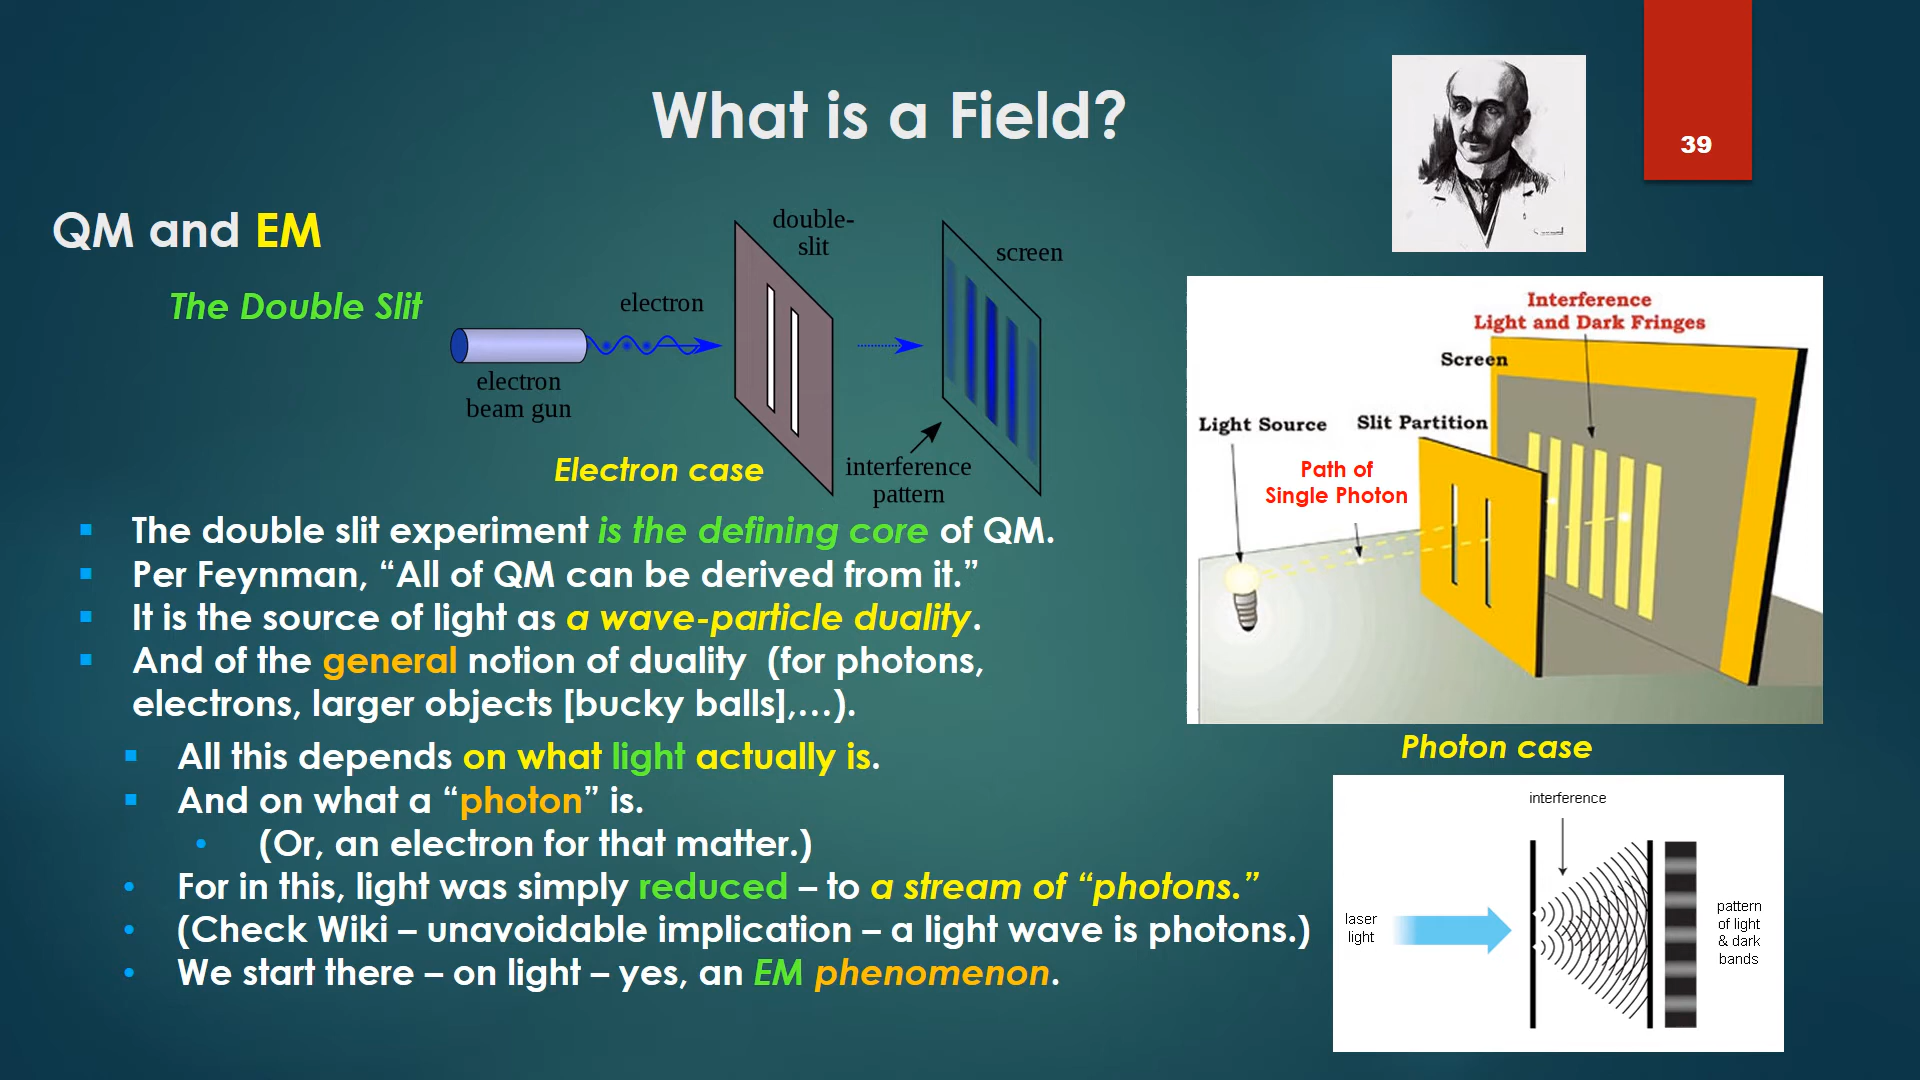 What is a Field?
39
QM and EM
The Double Slit
double-
slit
screen
electron
electron
beam gun
interference
pattern
Electron case
The double slit experiment is the defining core of QM.
Per Feynman, “All of QM can be derived from it.”
It is the source of light as a wave-particle duality.
And of the general notion of duality (for photons,
electrons, larger objects [bucky balls],…).
All this depends on what light actually is.
And on what a “photon” is.
(Or, an electron for that matter.)
For in this, light was simply reduced – to a stream of “photons.”
(Check Wiki – unavoidable implication – a light wave is photons.)
We start there – on light – yes, an EM phenomenon.
Interference
Light and Dark Fringes
Screen
Light Source
Slit Partition
Path of
Single Photon
Photon case
interference
laser
light
pattern
of light
& dark
bands